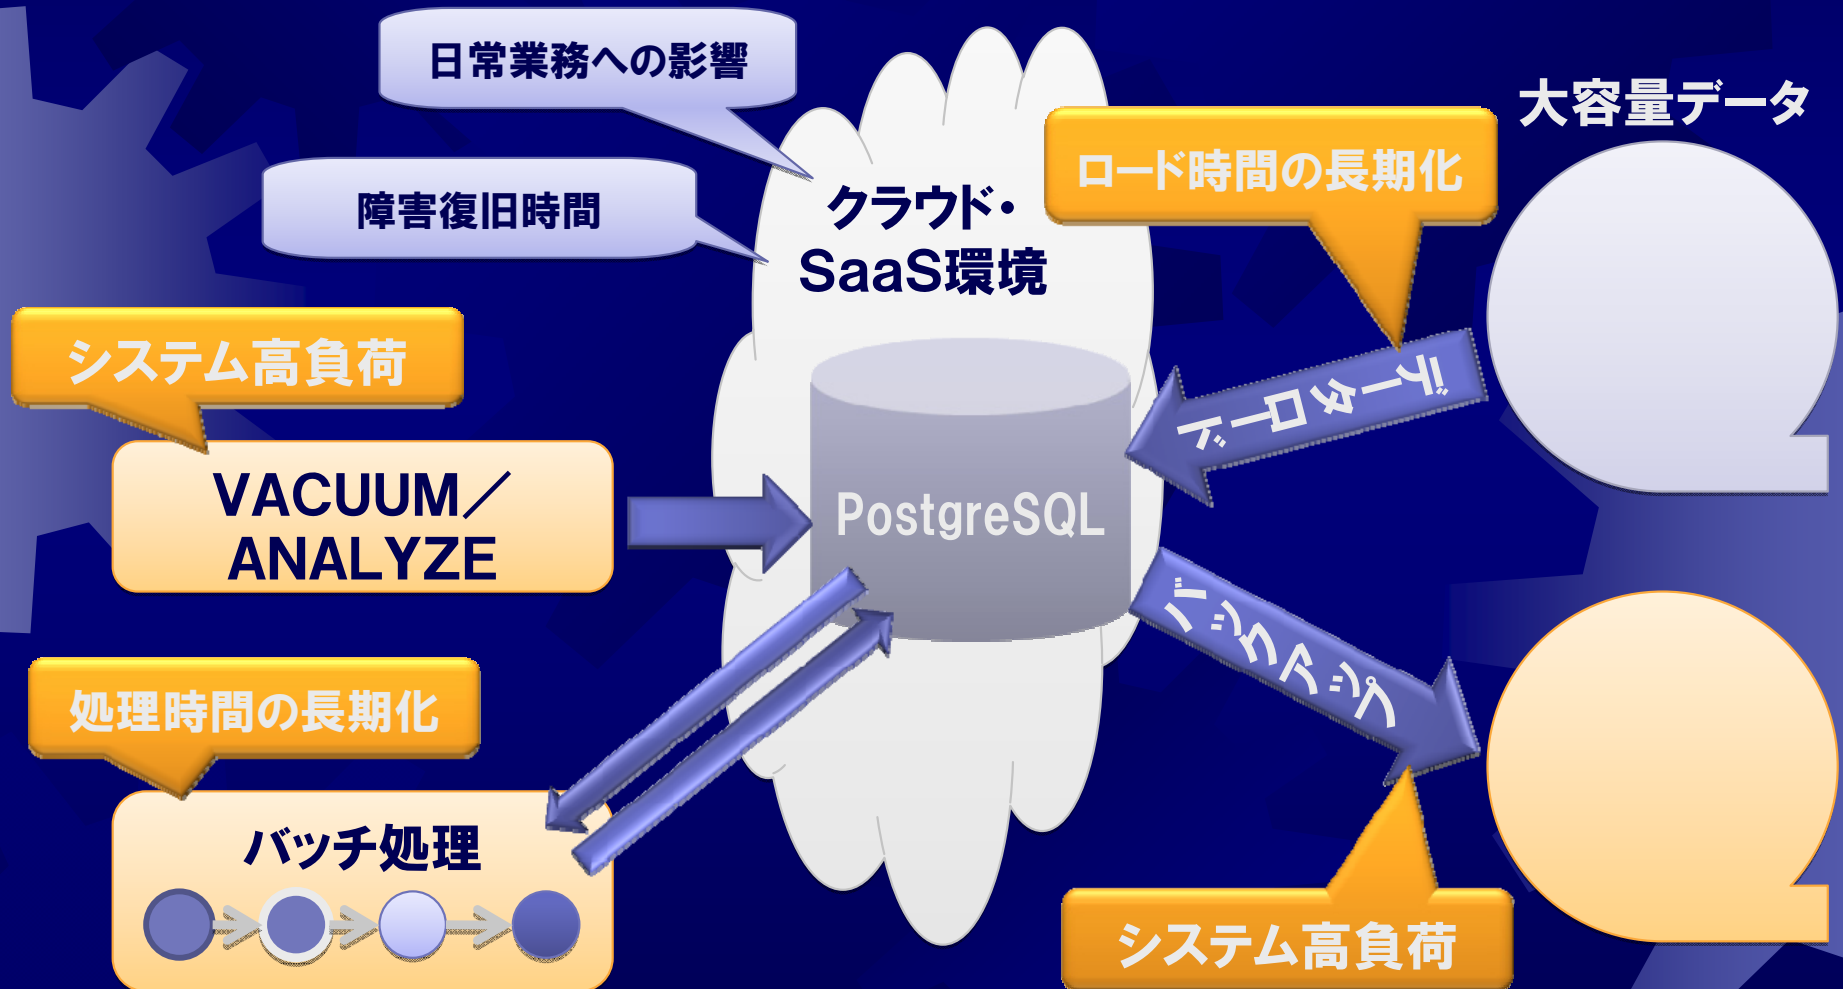 日常業務への影響
大容量データ
ロード時間の長期化
障害復旧時間
クラウド・
SaaS環境
システム高負荷
データロード
VACUUM／
ANALYZE
PostgreSQL
バックアップ
処理時間の長期化
バッチ処理
システム高負荷